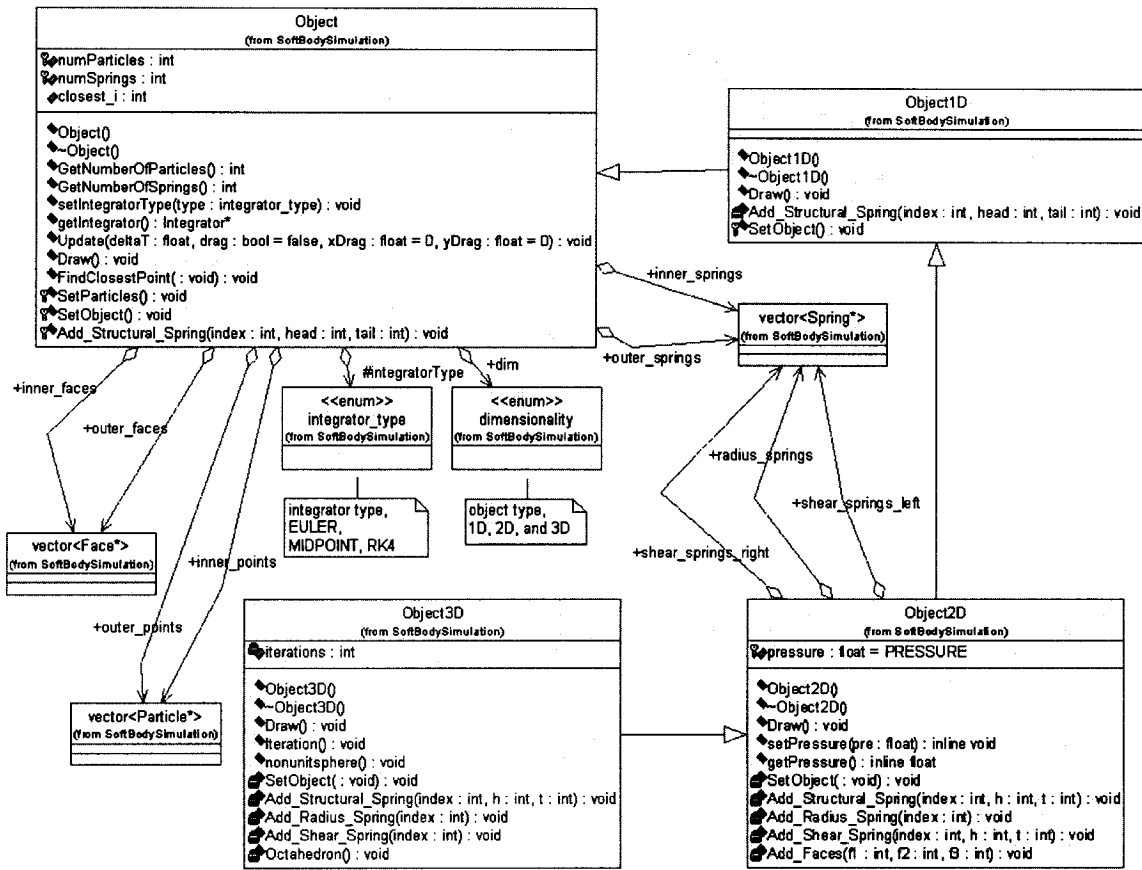 Object
(from SoftBodySimulation)
numParticles : int
numSprings : int
closest_i : int
Object()
~Object()
GetNumberOfParticles() : int
GetNumberOfSprings() : int
setIntegratorType(type : integrator_type) : void
getIntegrator() : Integrator*
Update(deltaT : float, drag : bool = false, xDrag : float = 0, yDrag : float = 0) : void
Draw() : void
FindClosestPoint( : void) : void
SetParticles() : void
SetObject() : void
Add_Structural_Spring(index : int, head : int, tail : int) : void
Object1D
(from SoftBodySimulation)
Object1D()
~Object1D()
Draw() : void
Add_Structural_Spring(index : int, head : int, tail : int) : void
SetObject() : void
+inner_springs
+outer_springs
vector<Spring*>
(from SoftBodySimulation)
+inner_faces
+outer_faces
#integratorType
+dim
<<enum>>
integrator_type
(from SoftBodySimulation)
<<enum>>
dimensionality
(from SoftBodySimulation)
integrator type,
EULER,
MIDPOINT, RK4
object type,
1D, 2D, and 3D
+radius_springs
+shear_springs_left
+shear_springs_right
vector<Face*>
(from SoftBodySimulation)
+inner_points
+outer_points
vector<Particle*>
(from SoftBodySimulation)
Object3D
(from SoftBodySimulation)
iterations : int
Object3D()
~Object3D()
Draw() : void
Iteration() : void
nonunitsphere() : void
SetObject( : void) : void
Add_Structural_Spring(index : int, h : int, t : int) : void
Add_Radius_Spring(index : int) : void
Add_Shear_Spring(index : int) : void
Octahedron() : void
Object2D
(from SoftBodySimulation)
pressure : float = PRESSURE
Object2D()
~Object2D()
Draw() : void
setPressure(pre : float) : inline void
getPressure() : inline float
SetObject( : void) : void
Add_Structural_Spring(index : int, h : int, t : int) : void
Add_Radius_Spring(index : int) : void
Add_Shear_Spring(index : int, h : int, t : int) : void
Add_Faces(f1 : int, f2 : int, f3 : int) : void